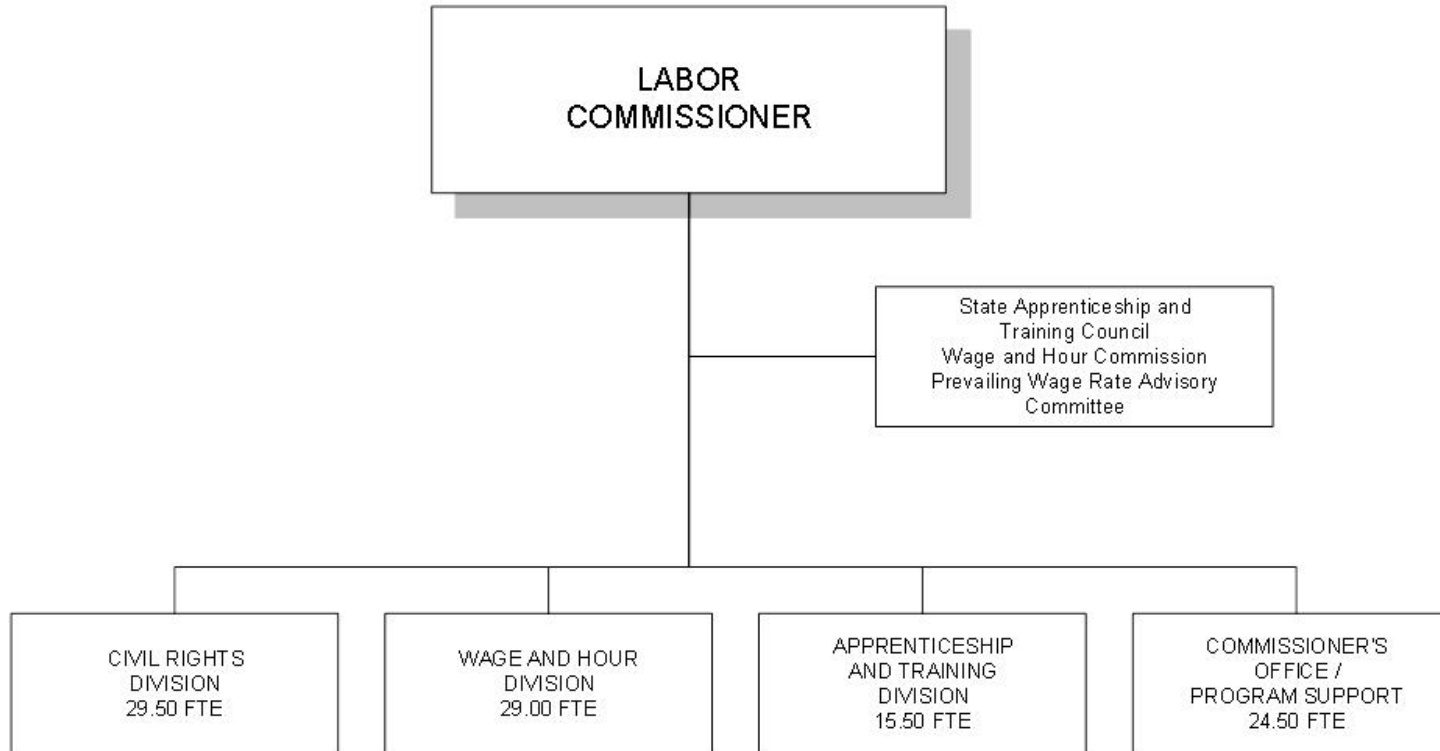 LABOR
COMMISSIONER
State Apprenticeship and
Training Council
Wage and Hour Commission
Prevailing Wage Rate Advisory
Committee
CIVIL RIGHTS
DIVISION
29.50 FTE
WAGE AND HOUR
DIVISION
29.00 FTE
APPRENTICESHIP
AND TRAINING
DIVISION
15.50 FTE
COMMISSIONER'S
OFFICE /
PROGRAM SUPPORT
24.50 FTE